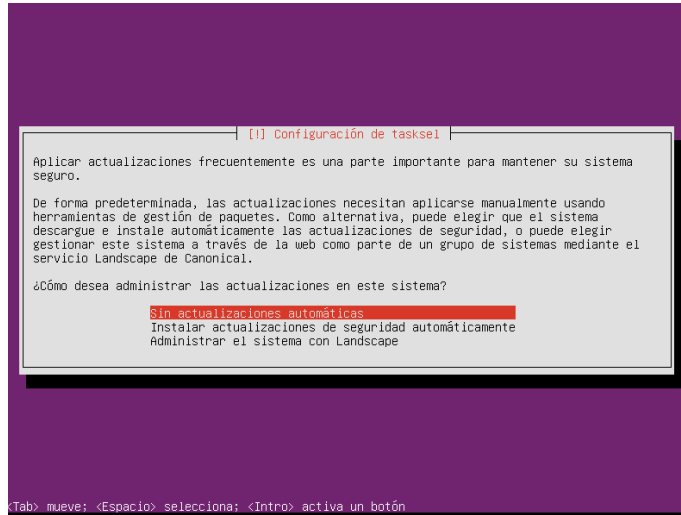 [!] Configuración de tasksel
Aplicar actualizaciones frecuentemente es una parte importante para mantener su sistema
seguro.
De forma predeterminada, las actualizaciones necesitan aplicarse manualmente usando
herramientas de gestión de paquetes. Como alternativa, puede elegir que el sistema
descargue e instale automáticamente las actualizaciones de seguridad, o puede elegir
gestionar este sistema a través de la web como parte de un grupo de sistemas mediante el
servicio Landscape de Canonical.
¿Cómo desea administrar las actualizaciones en este sistema?
Sin actualizaciones automáticas
Instalar actualizaciones de seguridad automáticamente
Administrar el sistema con Landscape
<Tab> mueve; <Espacio> selecciona; <Intro> activa un botón